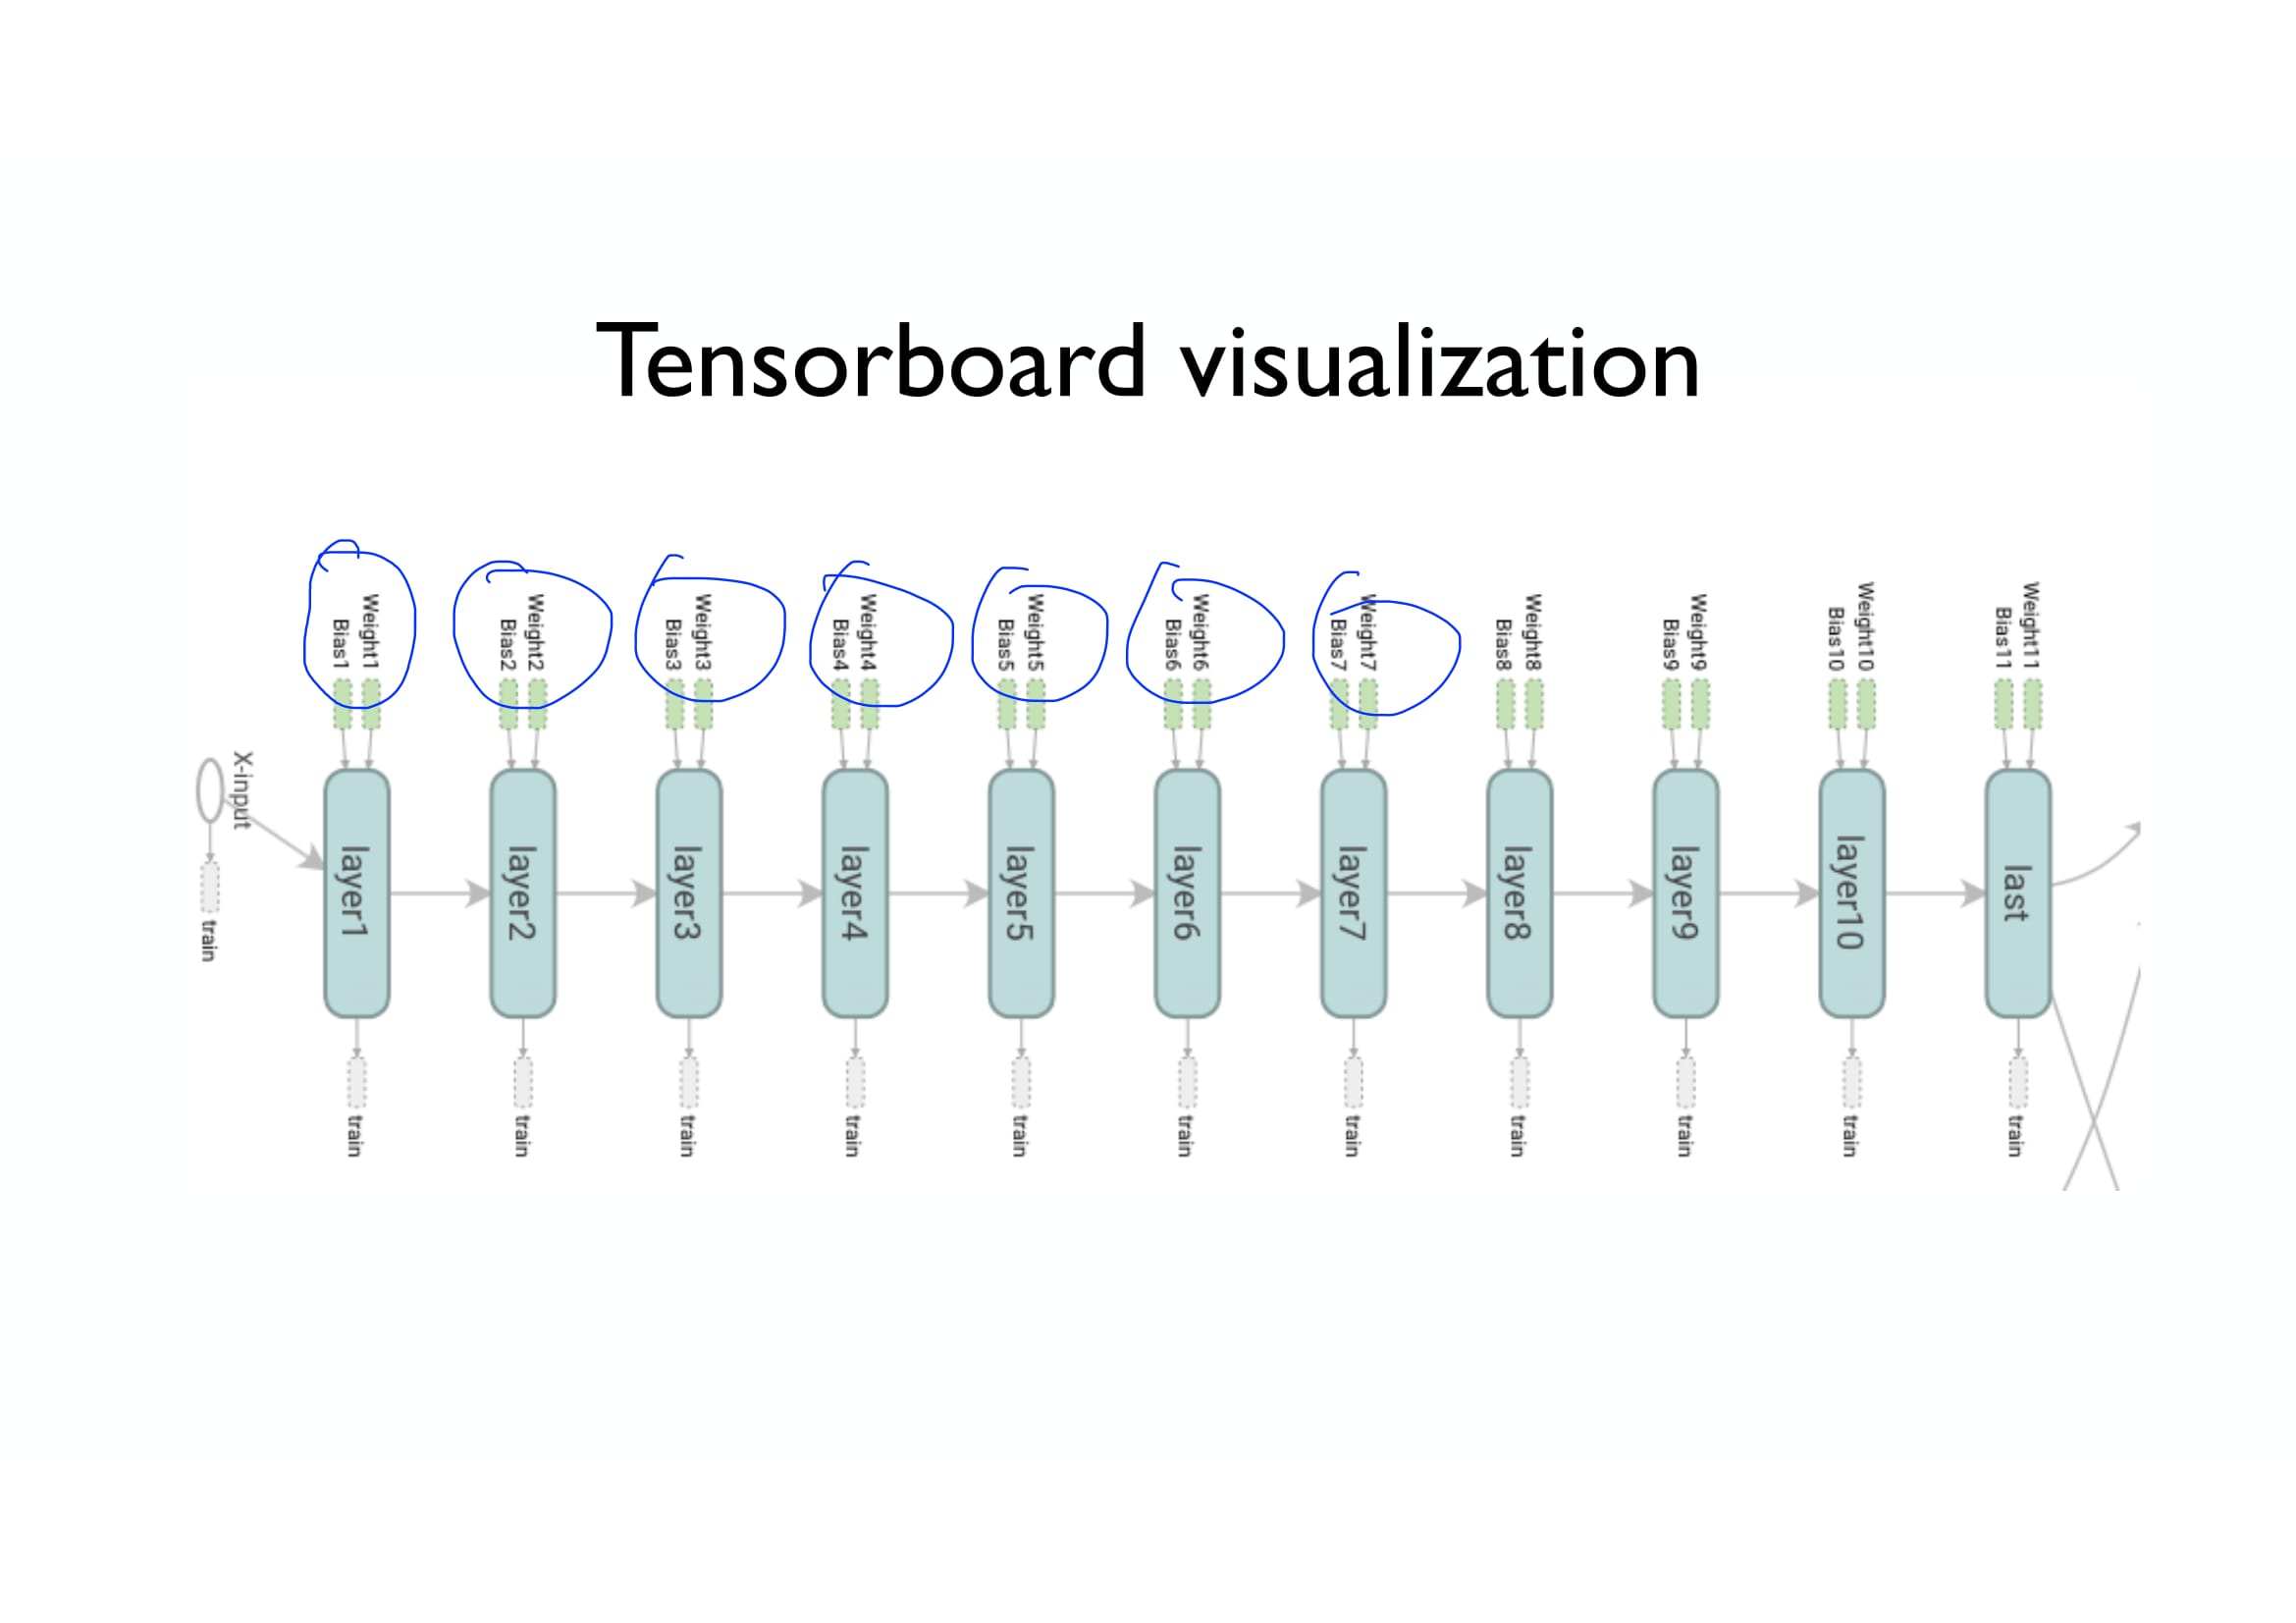 Tensorboard visualization
Weight1
Bias1
Weight2
Bias2
Weight3
Bias3
Weight4
Bias4
Weight5
Bias5
Weight6
Bias6
Weight7
Bias7
Weight8
Bias8
Weight9
Bias9
Weight10
Bias10
Weight11
Bias11
X-input
train
layer1
layer2
layer3
layer4
layer5
layer6
layer7
layer8
layer9
layer10
last
train
train
train
train
train
train
train
train
train
train
train